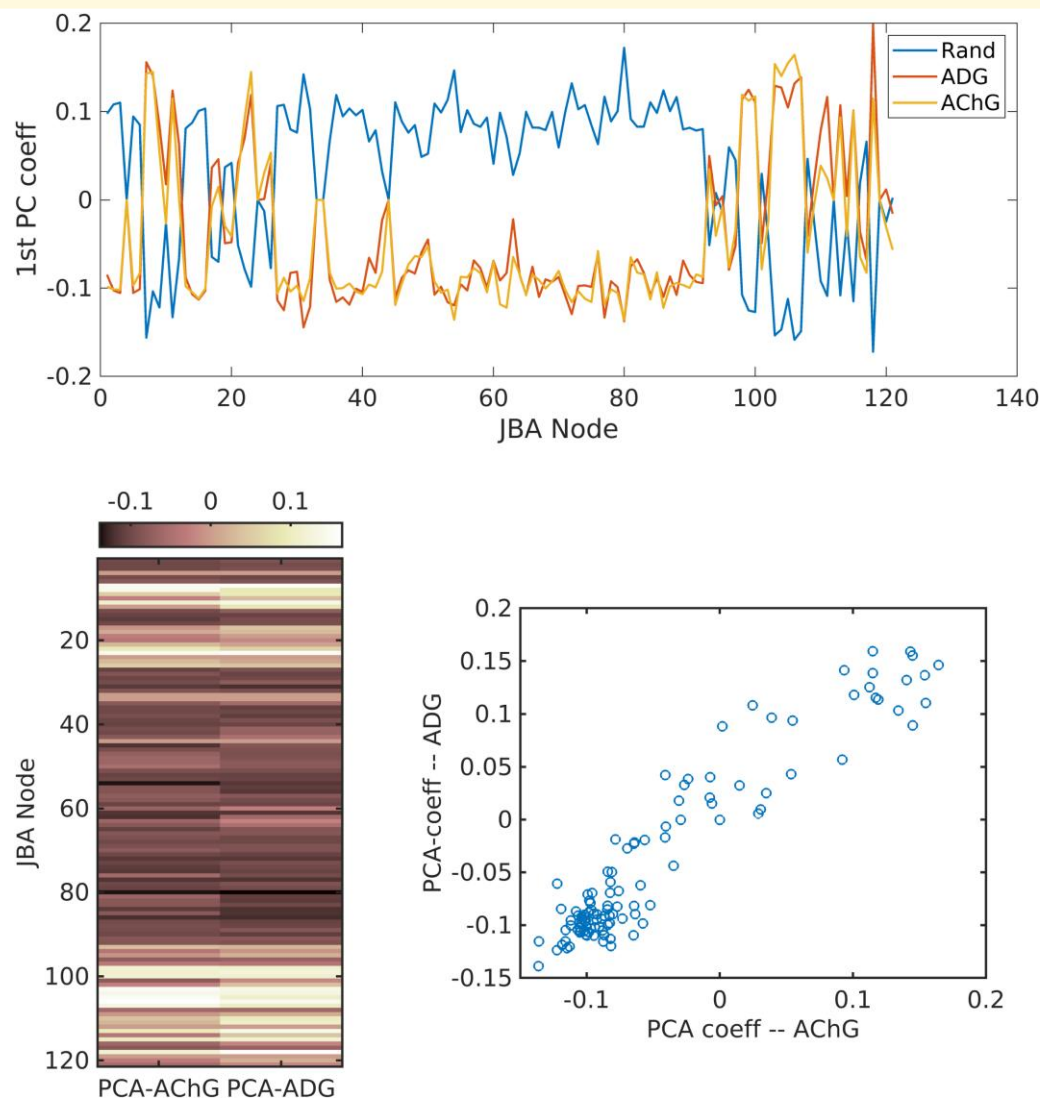 0.2
0.1
0
-0.1
-0.2
1st PC coeff
Rand
ADG
AChG
0 20 40 60 80 100 120 140
JBA Node
-0.1 0 0.1
20
40
60
80
100
120
JBA Node
PCA-AChG PCA-ADG
0.2
0.15
0.1
0.05
0
-0.05
-0.1
-0.15
PCA-coeff -- ADG
-0.1 0 0.1 0.2
PCA coeff -- AChG